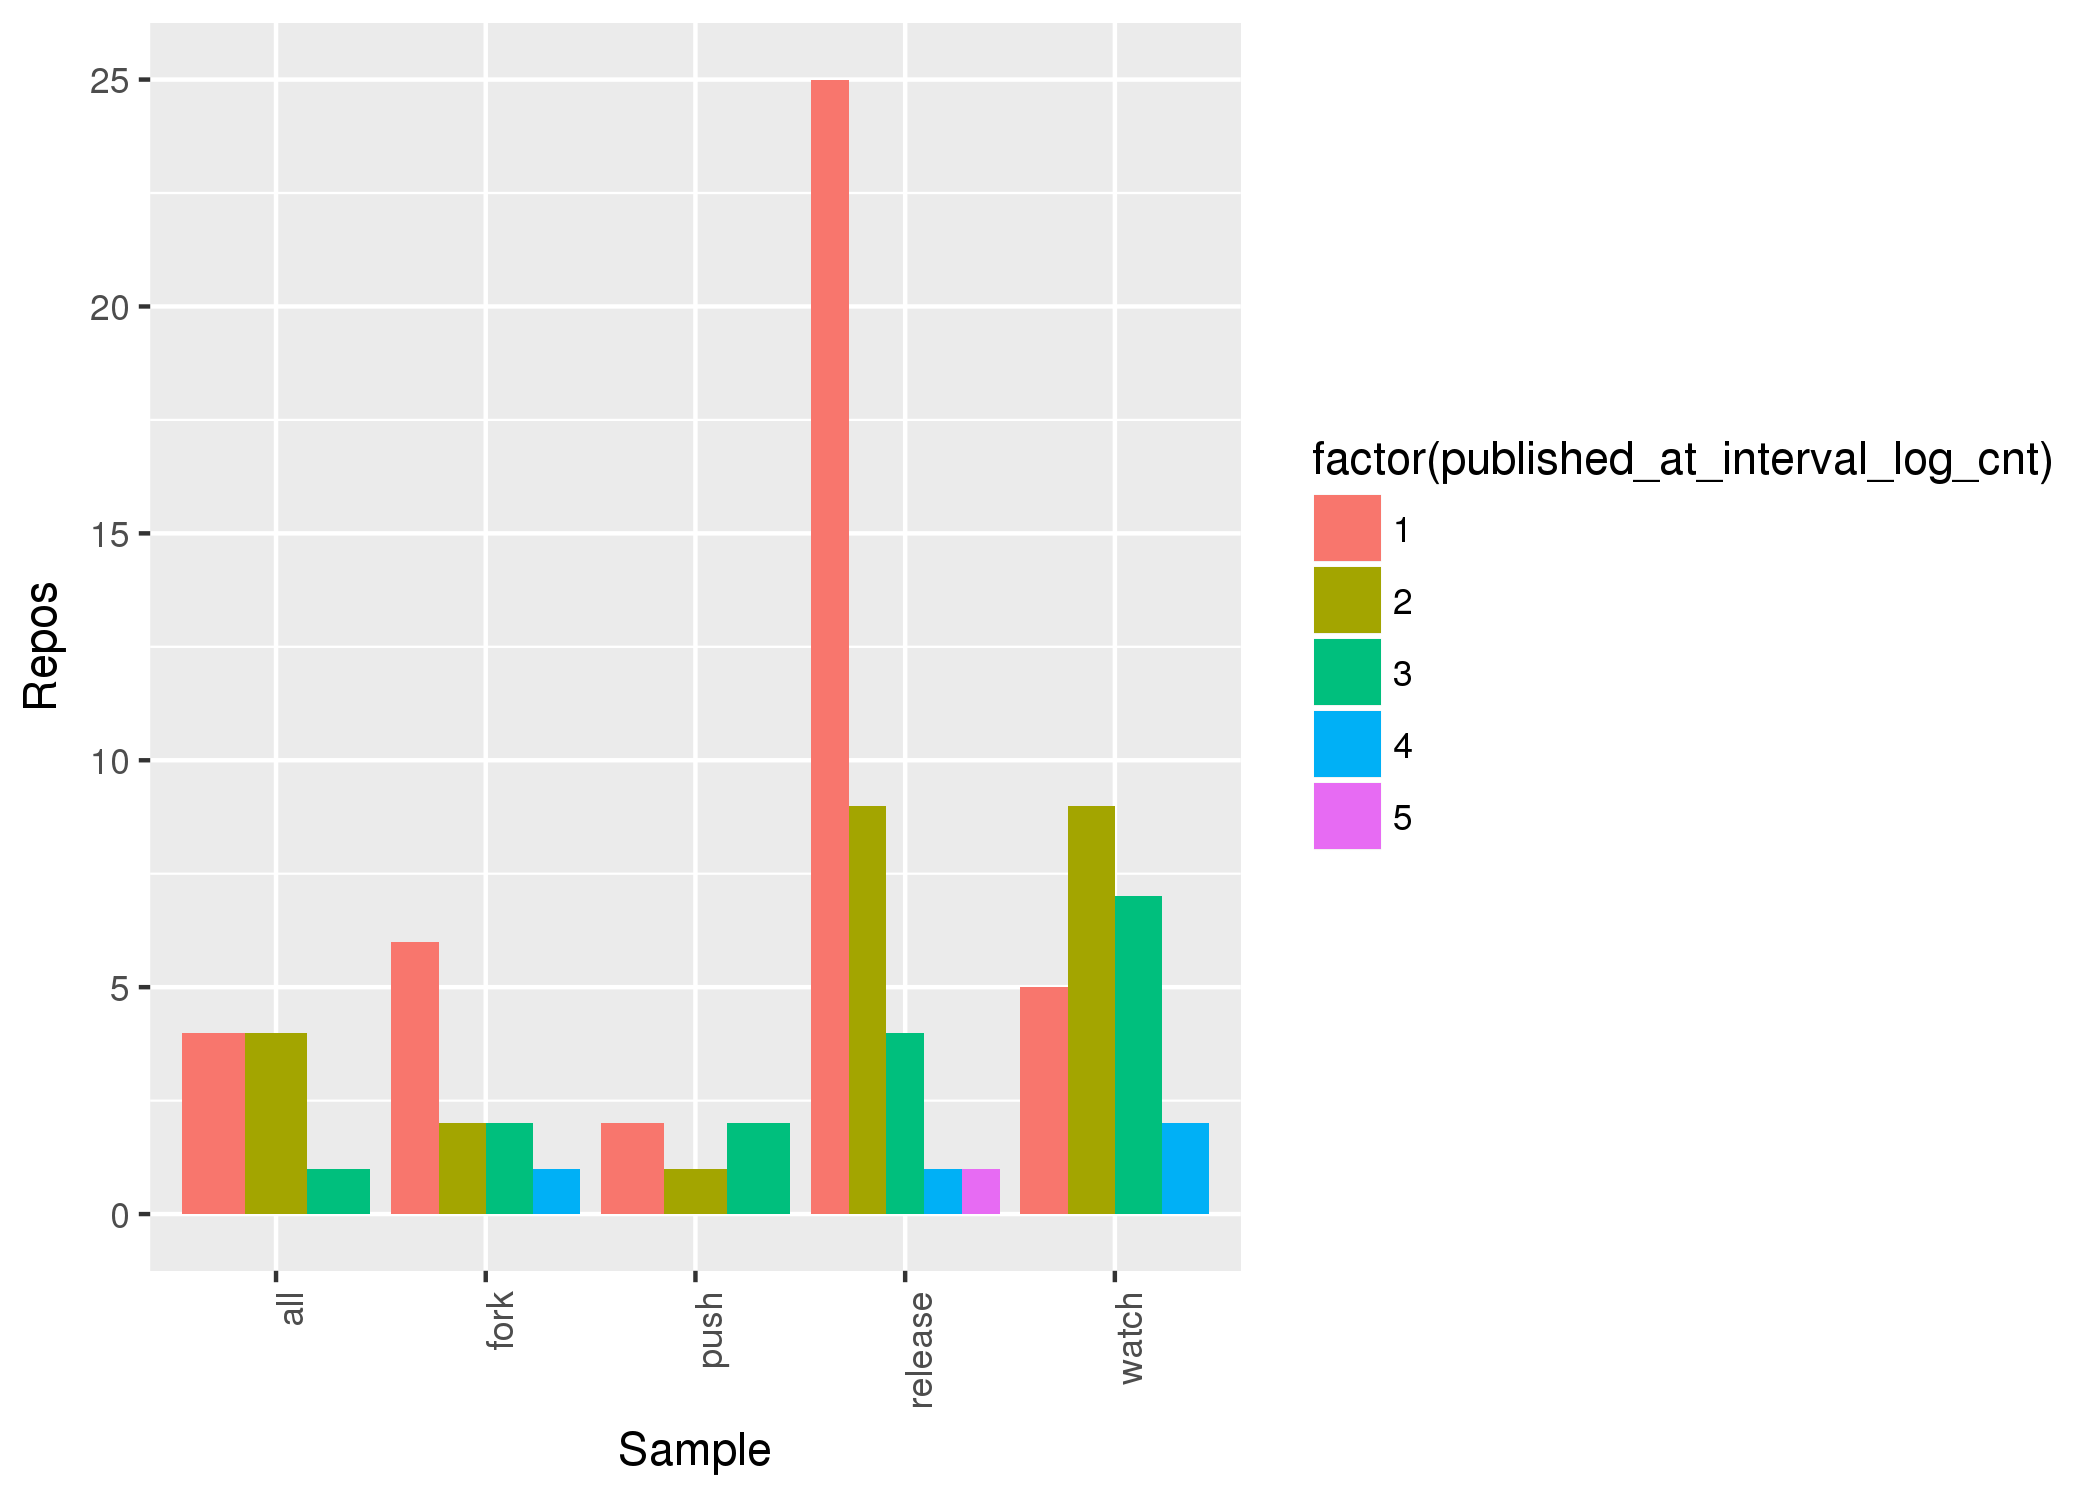 25
20
15
10
5
0
Repos
all
fork
push
release
watch
Sample
factor(published_at_interval_log_cnt)
1
2
3
4
5